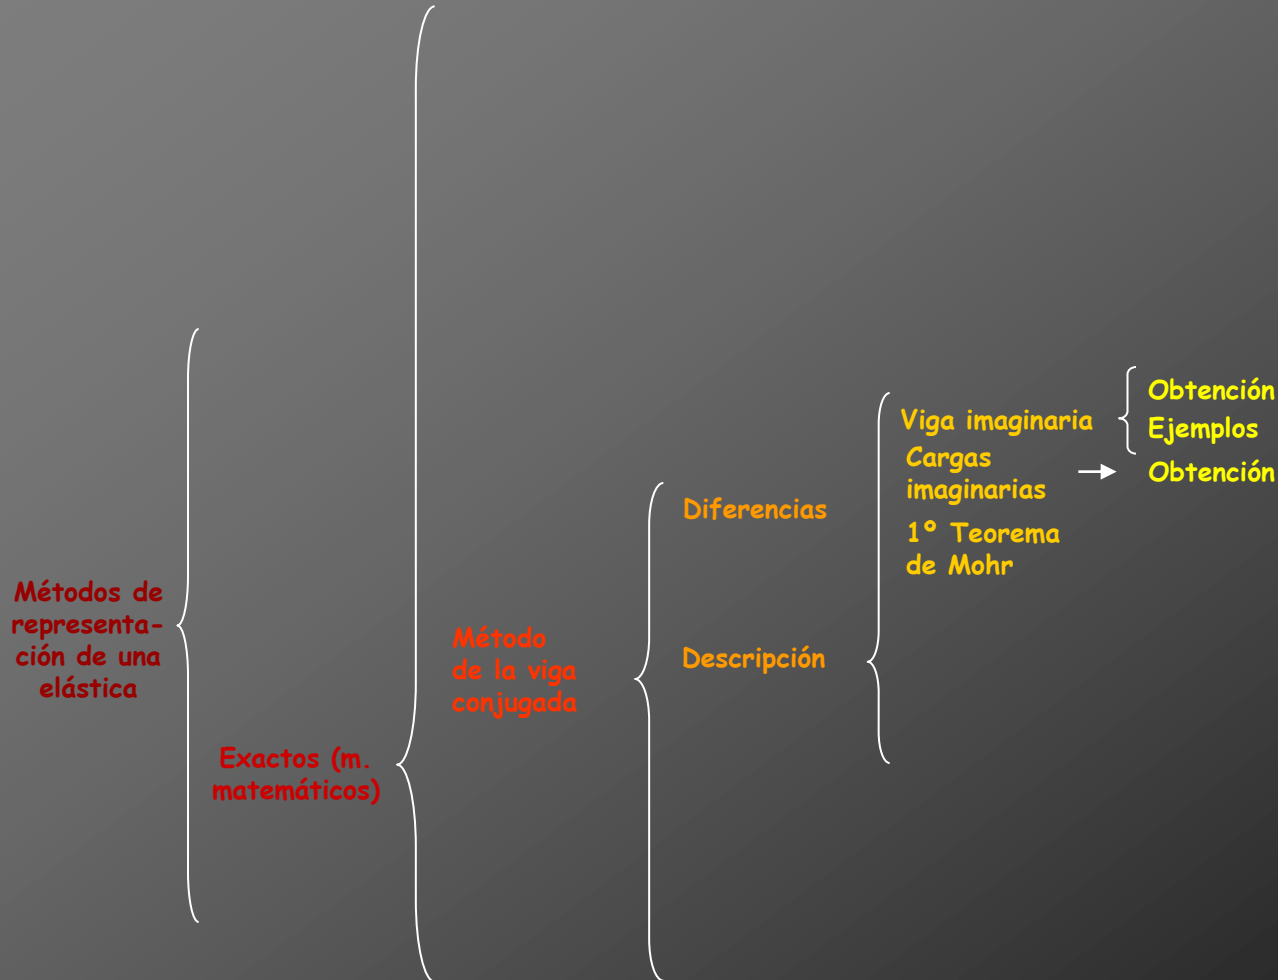 Métodos de
representa-
ción de una
elástica
Exactos (m.
matemáticos)
Método
de la viga
conjugada
Diferencias
Descripción
Viga imaginaria
Cargas
imaginarias
1º Teorema
de Mohr
Obtención
Ejemplos
Obtención